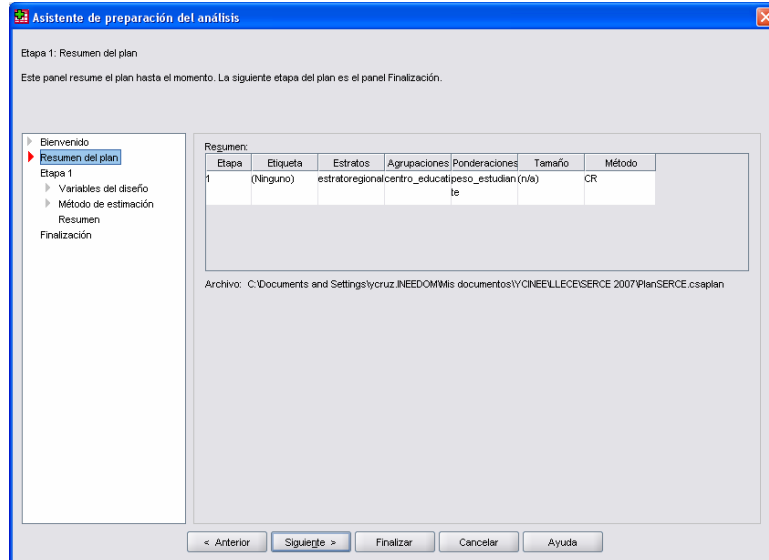 Asistente de preparación del análisis
Etapa 1: Resumen del plan
Este panel resume el plan hasta el momento. La siguiente etapa del plan es el panel Finalización.
Bienvenido
Resumen del plan
Etapa 1
Variables del diseño
Método de estimación
Resumen
Finalización
Resumen:
Etapa Etiqueta Estratos Agrupaciones Ponderaciones Tamaño Método
1 (Ninguno) estratoregional centro_educati peso_estudian (n/a) CR
te
Archivo: C:\Documents and Settings\ycruz.INEEDOM\Mis documentos\YCINEE\LLECE\SERCE 2007\PlanSERCE.csaplan
< Anterior Siguiente > Finalizar Cancelar Ayuda